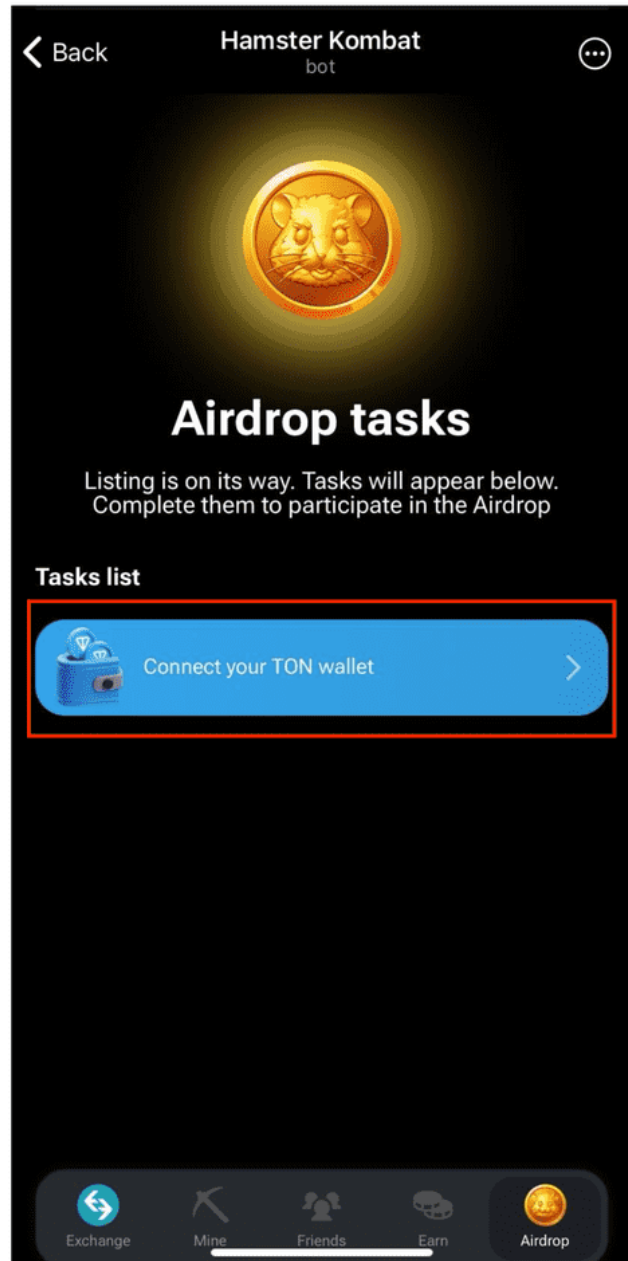 Back
Hamster Kombat
bot
Airdrop tasks
Listing is on its way. Tasks will appear below.
Complete them to participate in the Airdrop
Tasks list
Connect your TON wallet
Exchange
Mine
Friends
Earn
Airdrop